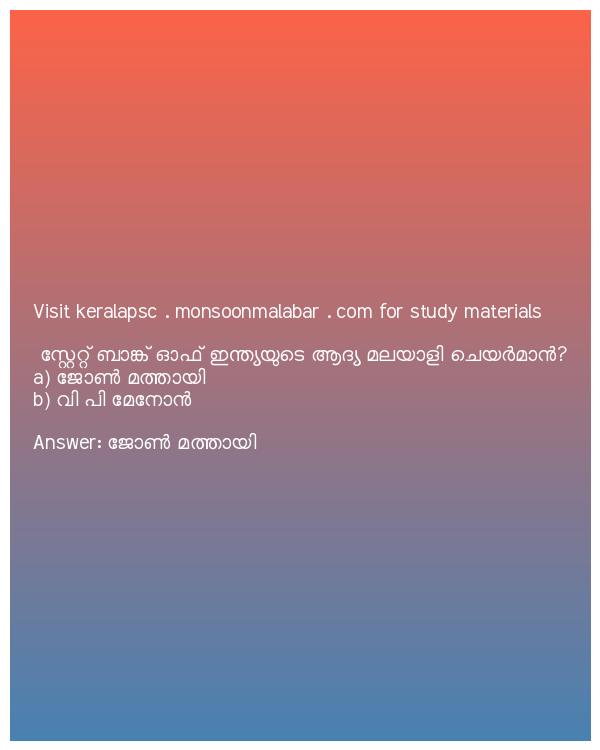 Visit keralapsc . monsoonmalabar . com for study materials
സ്റ്റേറ്റ് ബാങ്ക് ഓഫ് ഇന്ത്യയുടെ ആദ്യ മലയാളി ചെയർമാൻ?
a) ജോൺ മത്തായി
b) വി പി മേനോൻ
Answer: ജോൺ മത്തായി